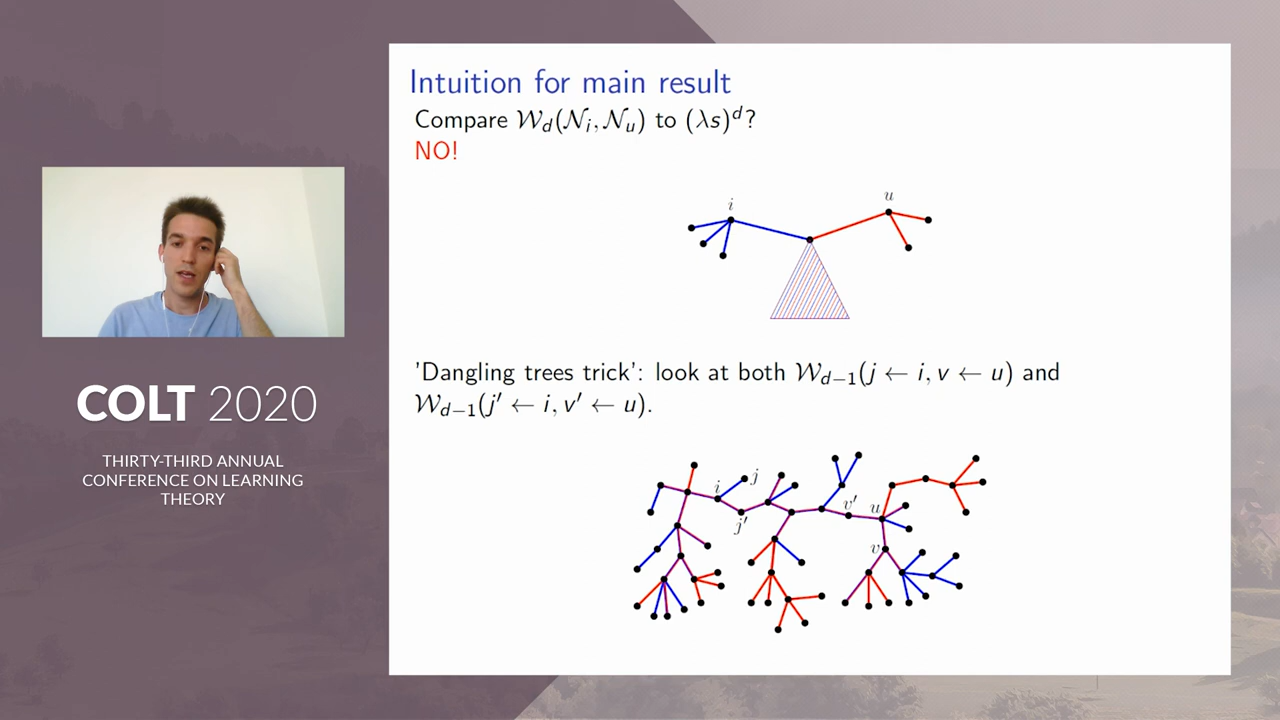 Intuition for main result
Compare 𝒲_d(𝒩_i, 𝒩_u) to (λs)^d?
NO!
i
u
'Dangling trees trick': look at both 𝒲_{d−1}(j ← i, v ← u) and
𝒲_{d−1}(j′ ← i, v′ ← u).
i
j
j′
v′
u
v
COLT 2020
THIRTY-THIRD ANNUAL
CONFERENCE ON LEARNING
THEORY